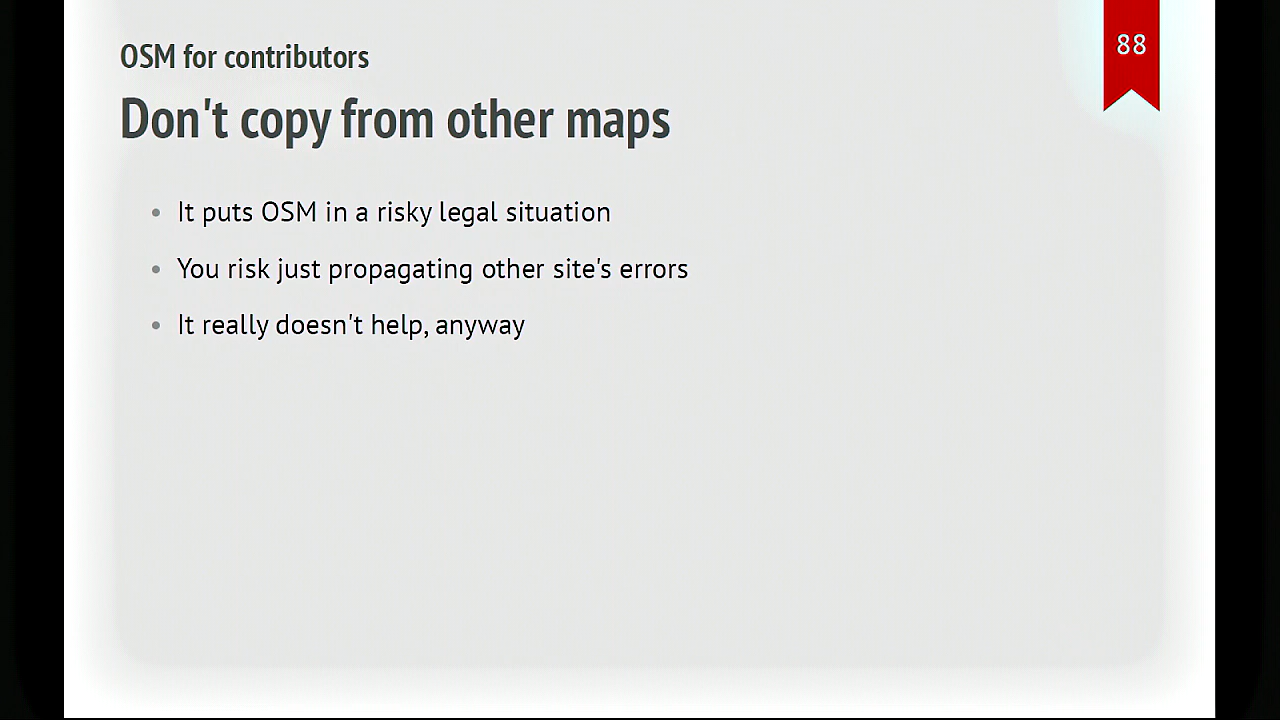 OSM for contributors
88
Don't copy from other maps
• It puts OSM in a risky legal situation
• You risk just propagating other site's errors
• It really doesn't help, anyway